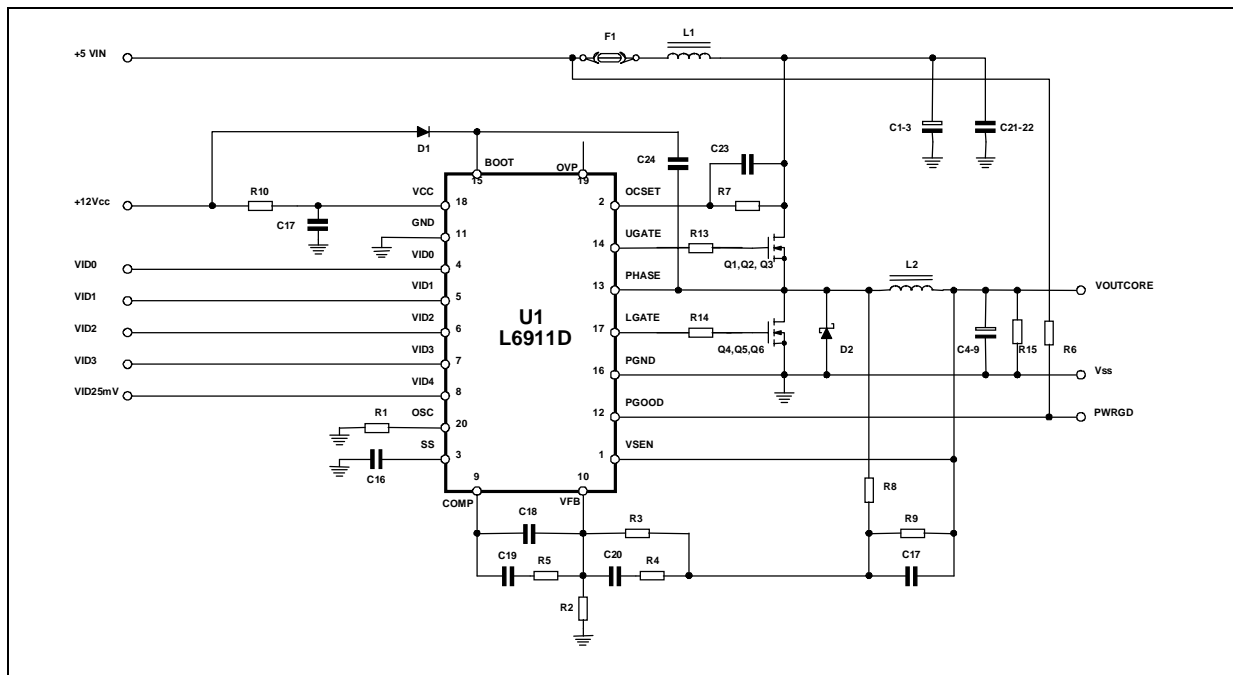 F1
L1
+5 VIN
C1-3
C21-22
D1
C23
C24
BOOT
OVP
15
19
R10
VCC
OCSET
R7
+12Vcc
18
2
C17
GND
UGATE
R13
11
14
Q1,Q2, Q3
VID0
VID0
4
PHASE
13
L2
VOUTCORE
VID1
VID1
5
U1
L6911D
LGATE
R14
17
VID2
VID2
6
Q4,Q5,Q6
D2
C4-9
R15
R6
VID3
VID3
7
PGND
16
Vss
VID25mV
VID4
8
PGOOD
12
PWRGD
R1
OSC
20
VSEN
1
SS
3
C16
9
10
COMP
VFB
R8
C18
R3
R9
C19
R5
C20
R4
C17
R2